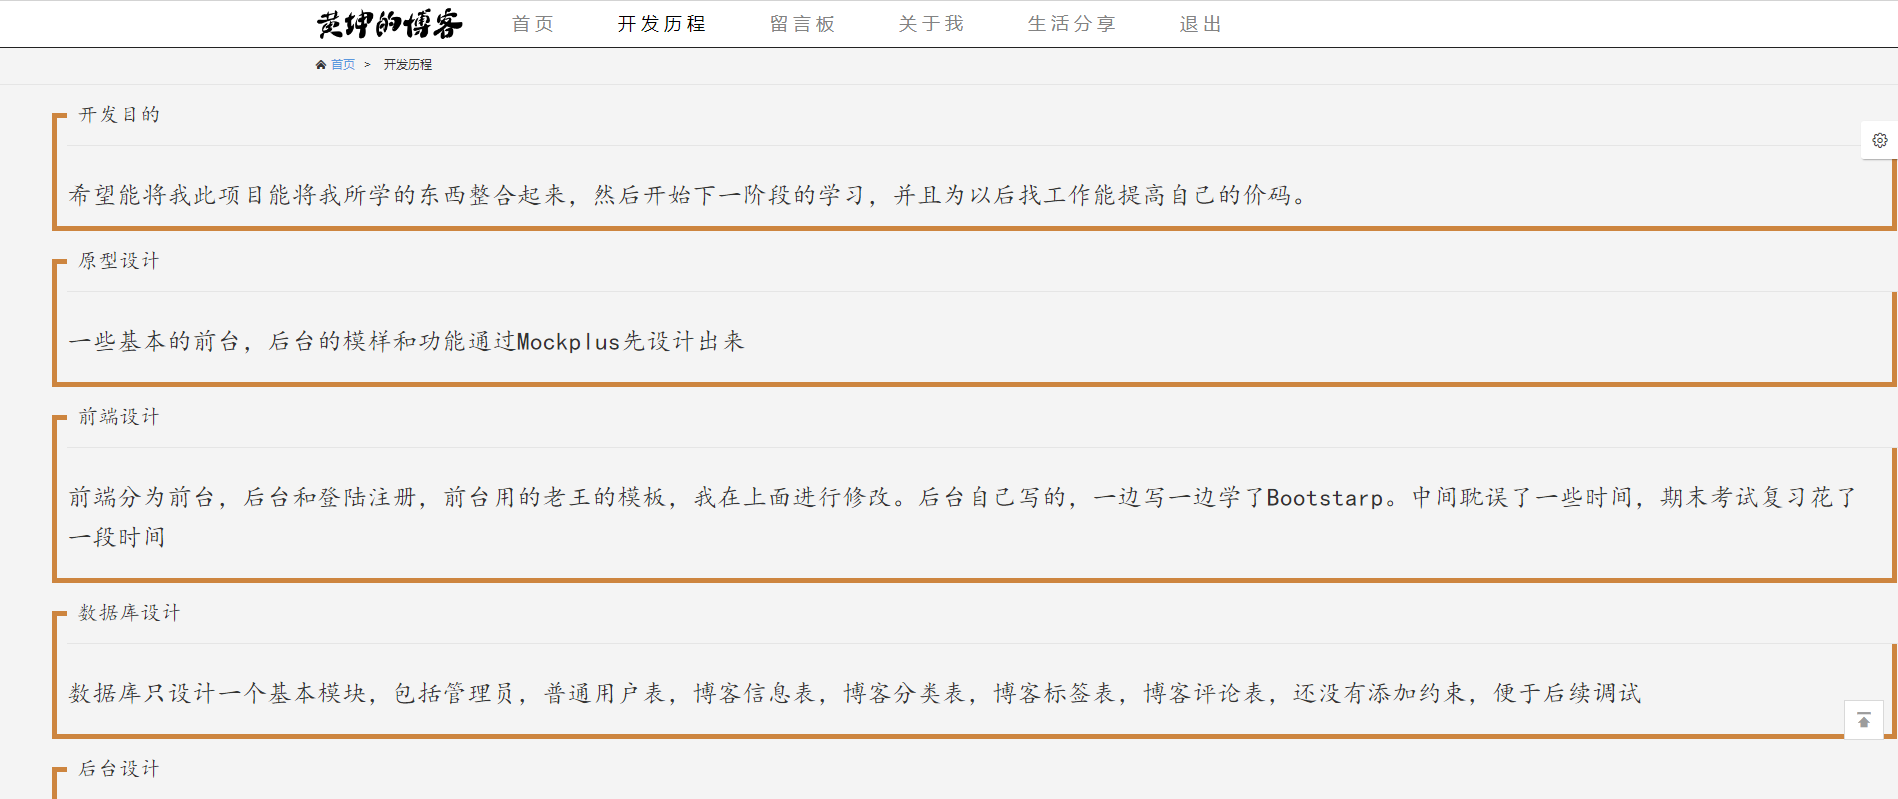 黄坤的博客 首页 开发历程 留言板 关于我 生活分享 退出
首页 > 开发历程
开发目的
希望能将我此项目能将我所学的东西整合起来，然后开始下一阶段的学习，并且为以后找工作能提高自己的价码。
原型设计
一些基本的前台，后台的模样和功能通过Mockplus先设计出来
前端设计
前端分为前台，后台和登陆注册，前台用的老王的模板，我在上面进行修改。后台自己写的，一边写一边学了Bootstarp。中间耽误了一些时间，期末考试复习花了
一段时间
数据库设计
数据库只设计一个基本模块，包括管理员，普通用户表，博客信息表，博客分类表，博客标签表，博客评论表，还没有添加约束，便于后续调试
后台设计